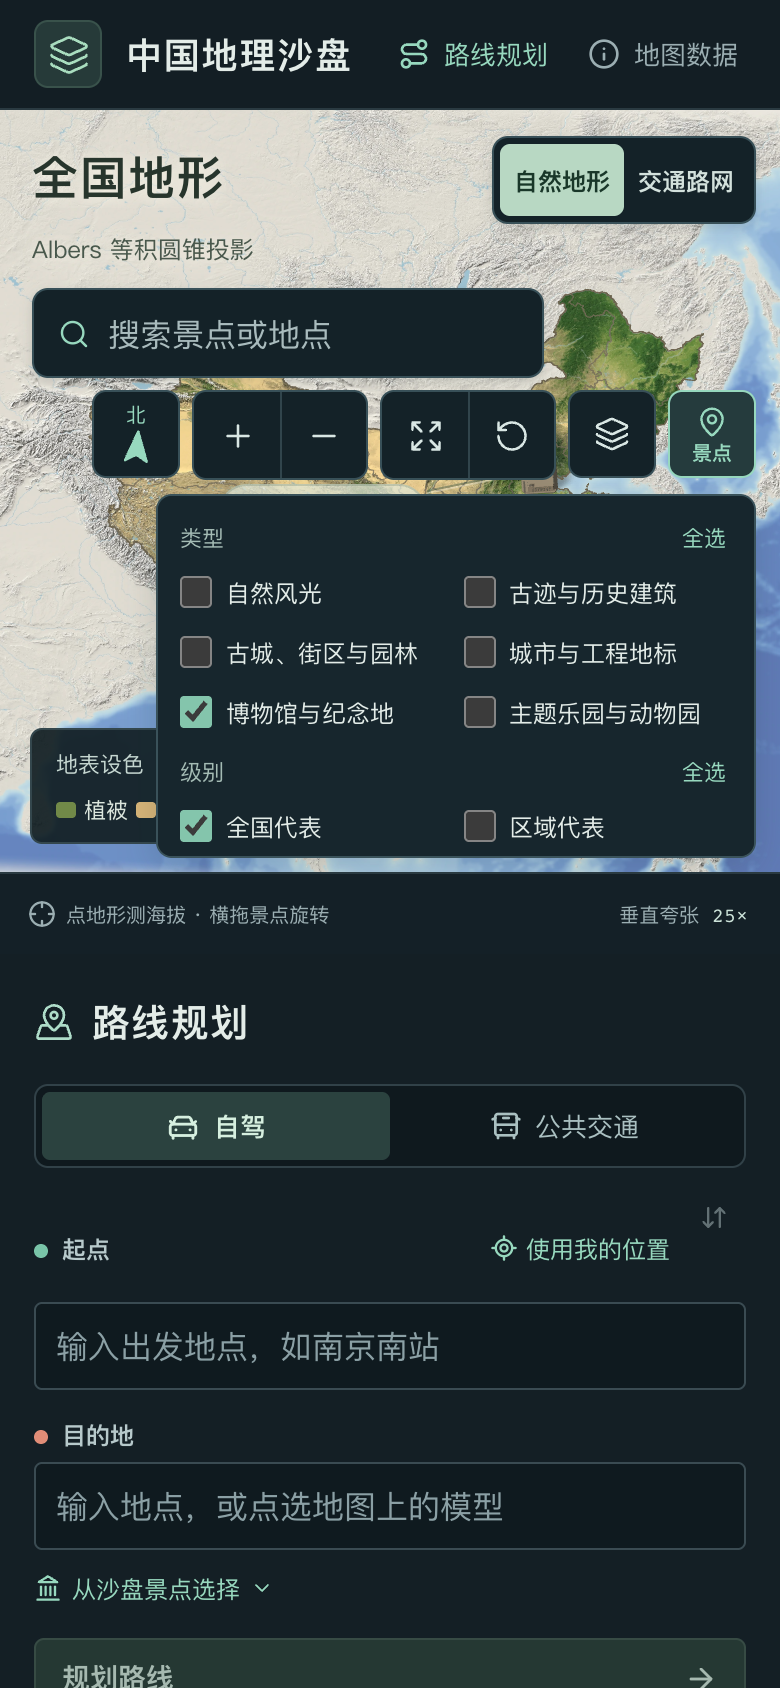 中国地理沙盘 路线规划 地图数据
全国地形 自然地形 交通路网
Albers 等积圆锥投影
搜索景点或地点
北 景点
类型 全选
自然风光 古迹与历史建筑
古城、街区与园林 城市与工程地标
博物馆与纪念地 主题乐园与动物园
地表设色
级别 全选
植被
全国代表 区域代表
点地形测海拔 · 横拖景点旋转 垂直夸张 25×
路线规划
自驾 公共交通
起点 使用我的位置
输入出发地点，如南京南站
目的地
输入地点，或点选地图上的模型
从沙盘景点选择
规划路线